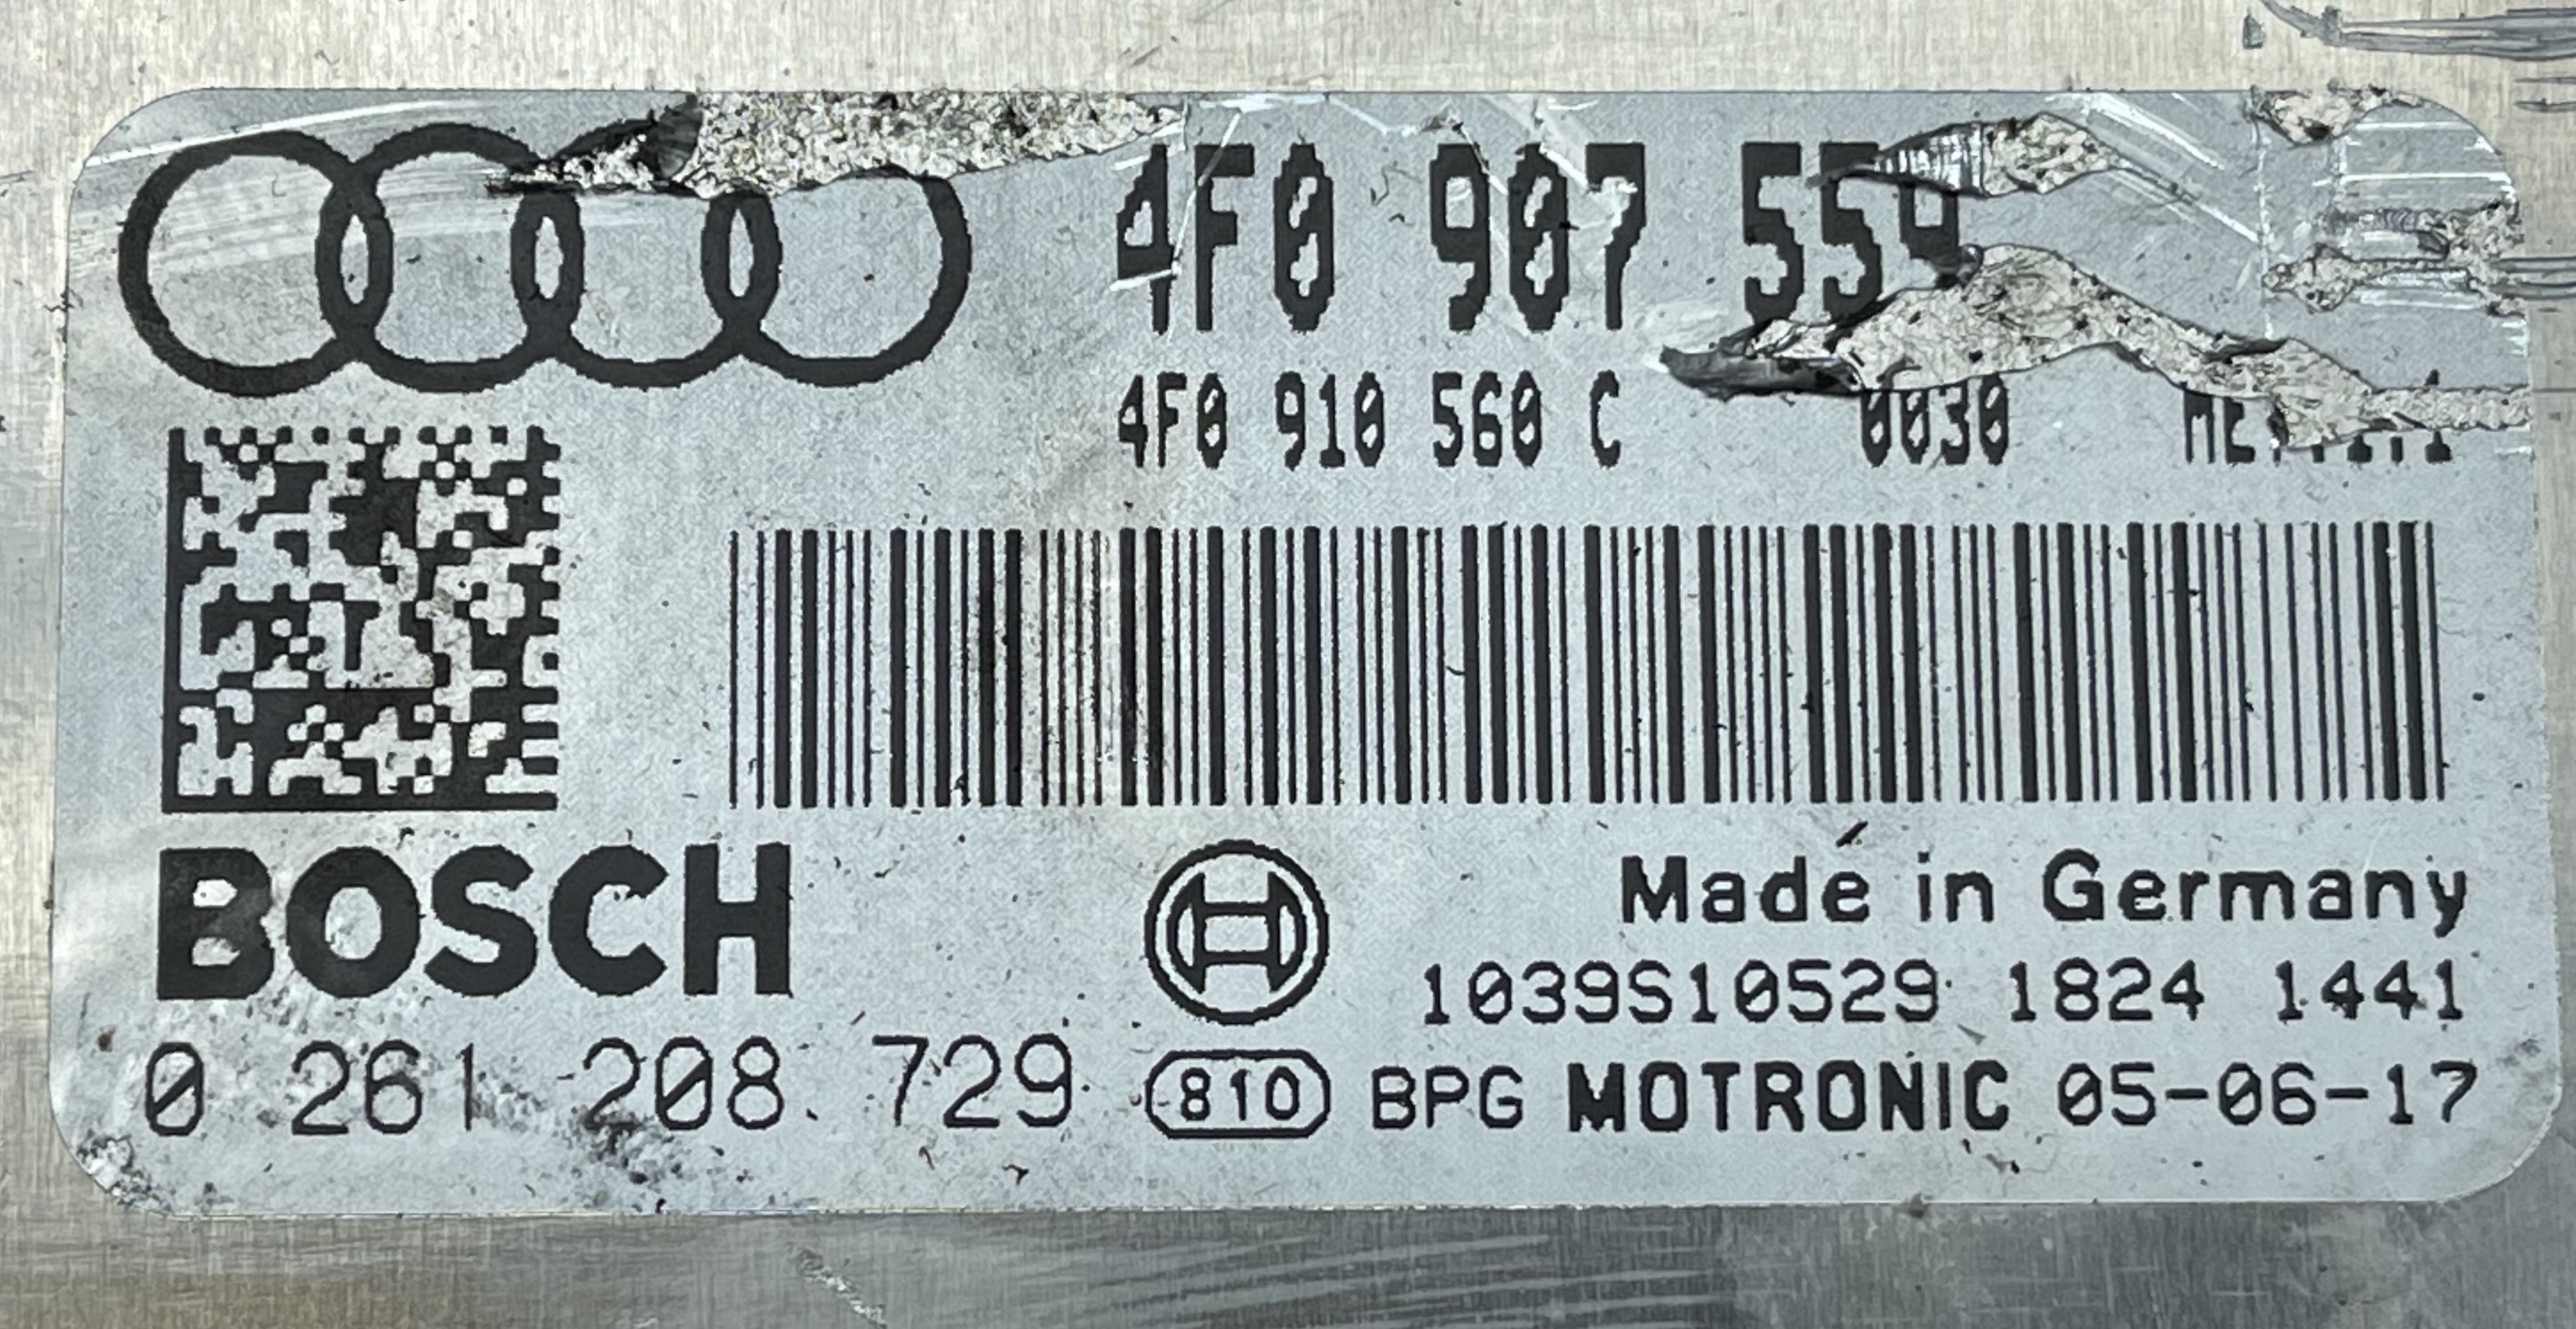 4F0 907
4F0 910 560 C 0030
BOSCH
Made in Germany
1039S10529 1824 1441
0 261 208 729 810 BPG MOTRONIC 05-06-17